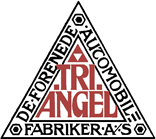 DE·FORENEDE·AUTOMOBIL
FABRIKER·A/S
TRI
ANGEL